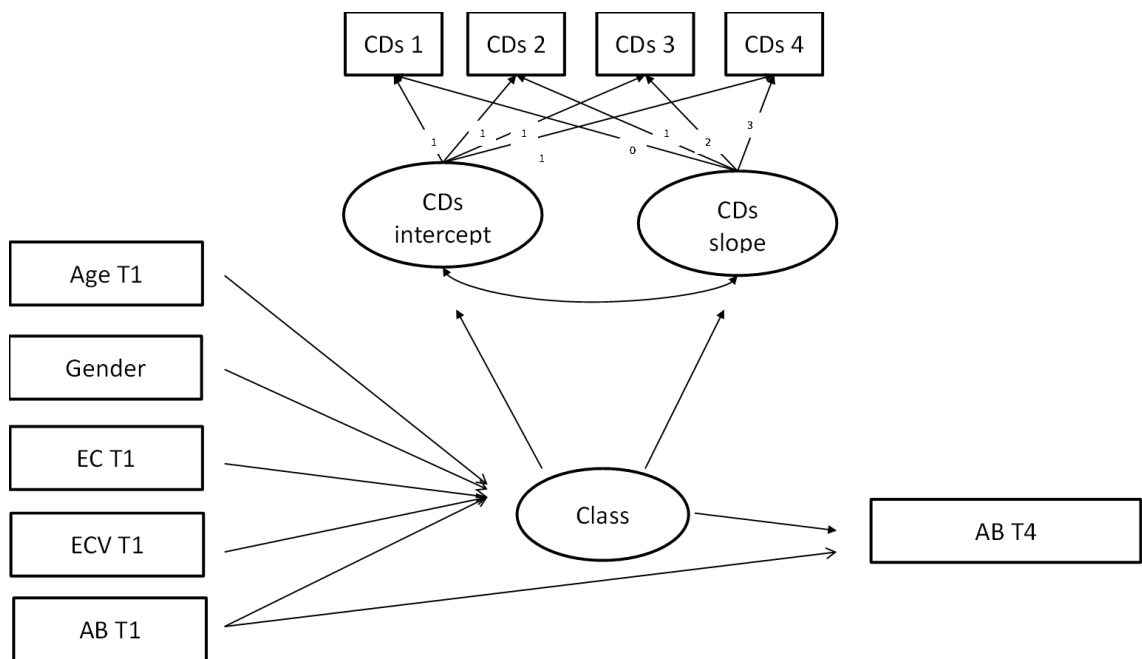 CDs 1
CDs 2
CDs 3
CDs 4
1
1
1
1
0
1
2
3
CDs
intercept
CDs
slope
Age T1
Gender
EC T1
ECV T1
AB T1
Class
AB T4